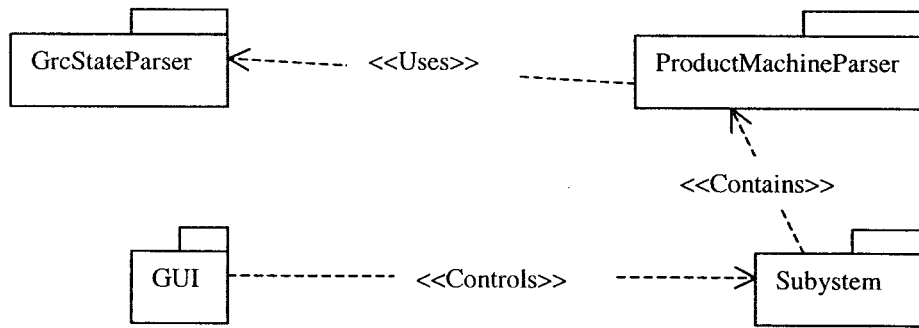 GrcStateParser
<<Uses>>
ProductMachineParser
<<Contains>>
GUI
<<Controls>>
Subystem